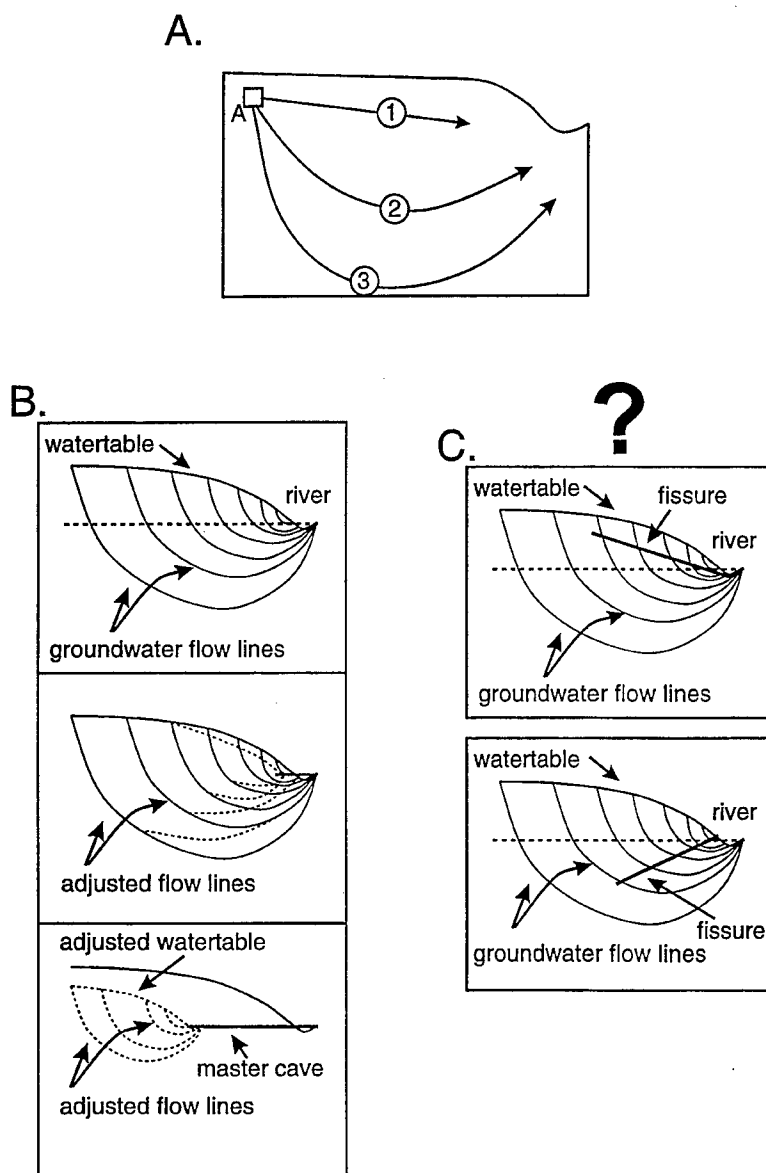 A.
A
1
2
3
B.
watertable
river
groundwater flow lines
adjusted flow lines
adjusted watertable
master cave
adjusted flow lines
?
C.
watertable
fissure
river
groundwater flow lines
watertable
river
fissure
groundwater flow lines